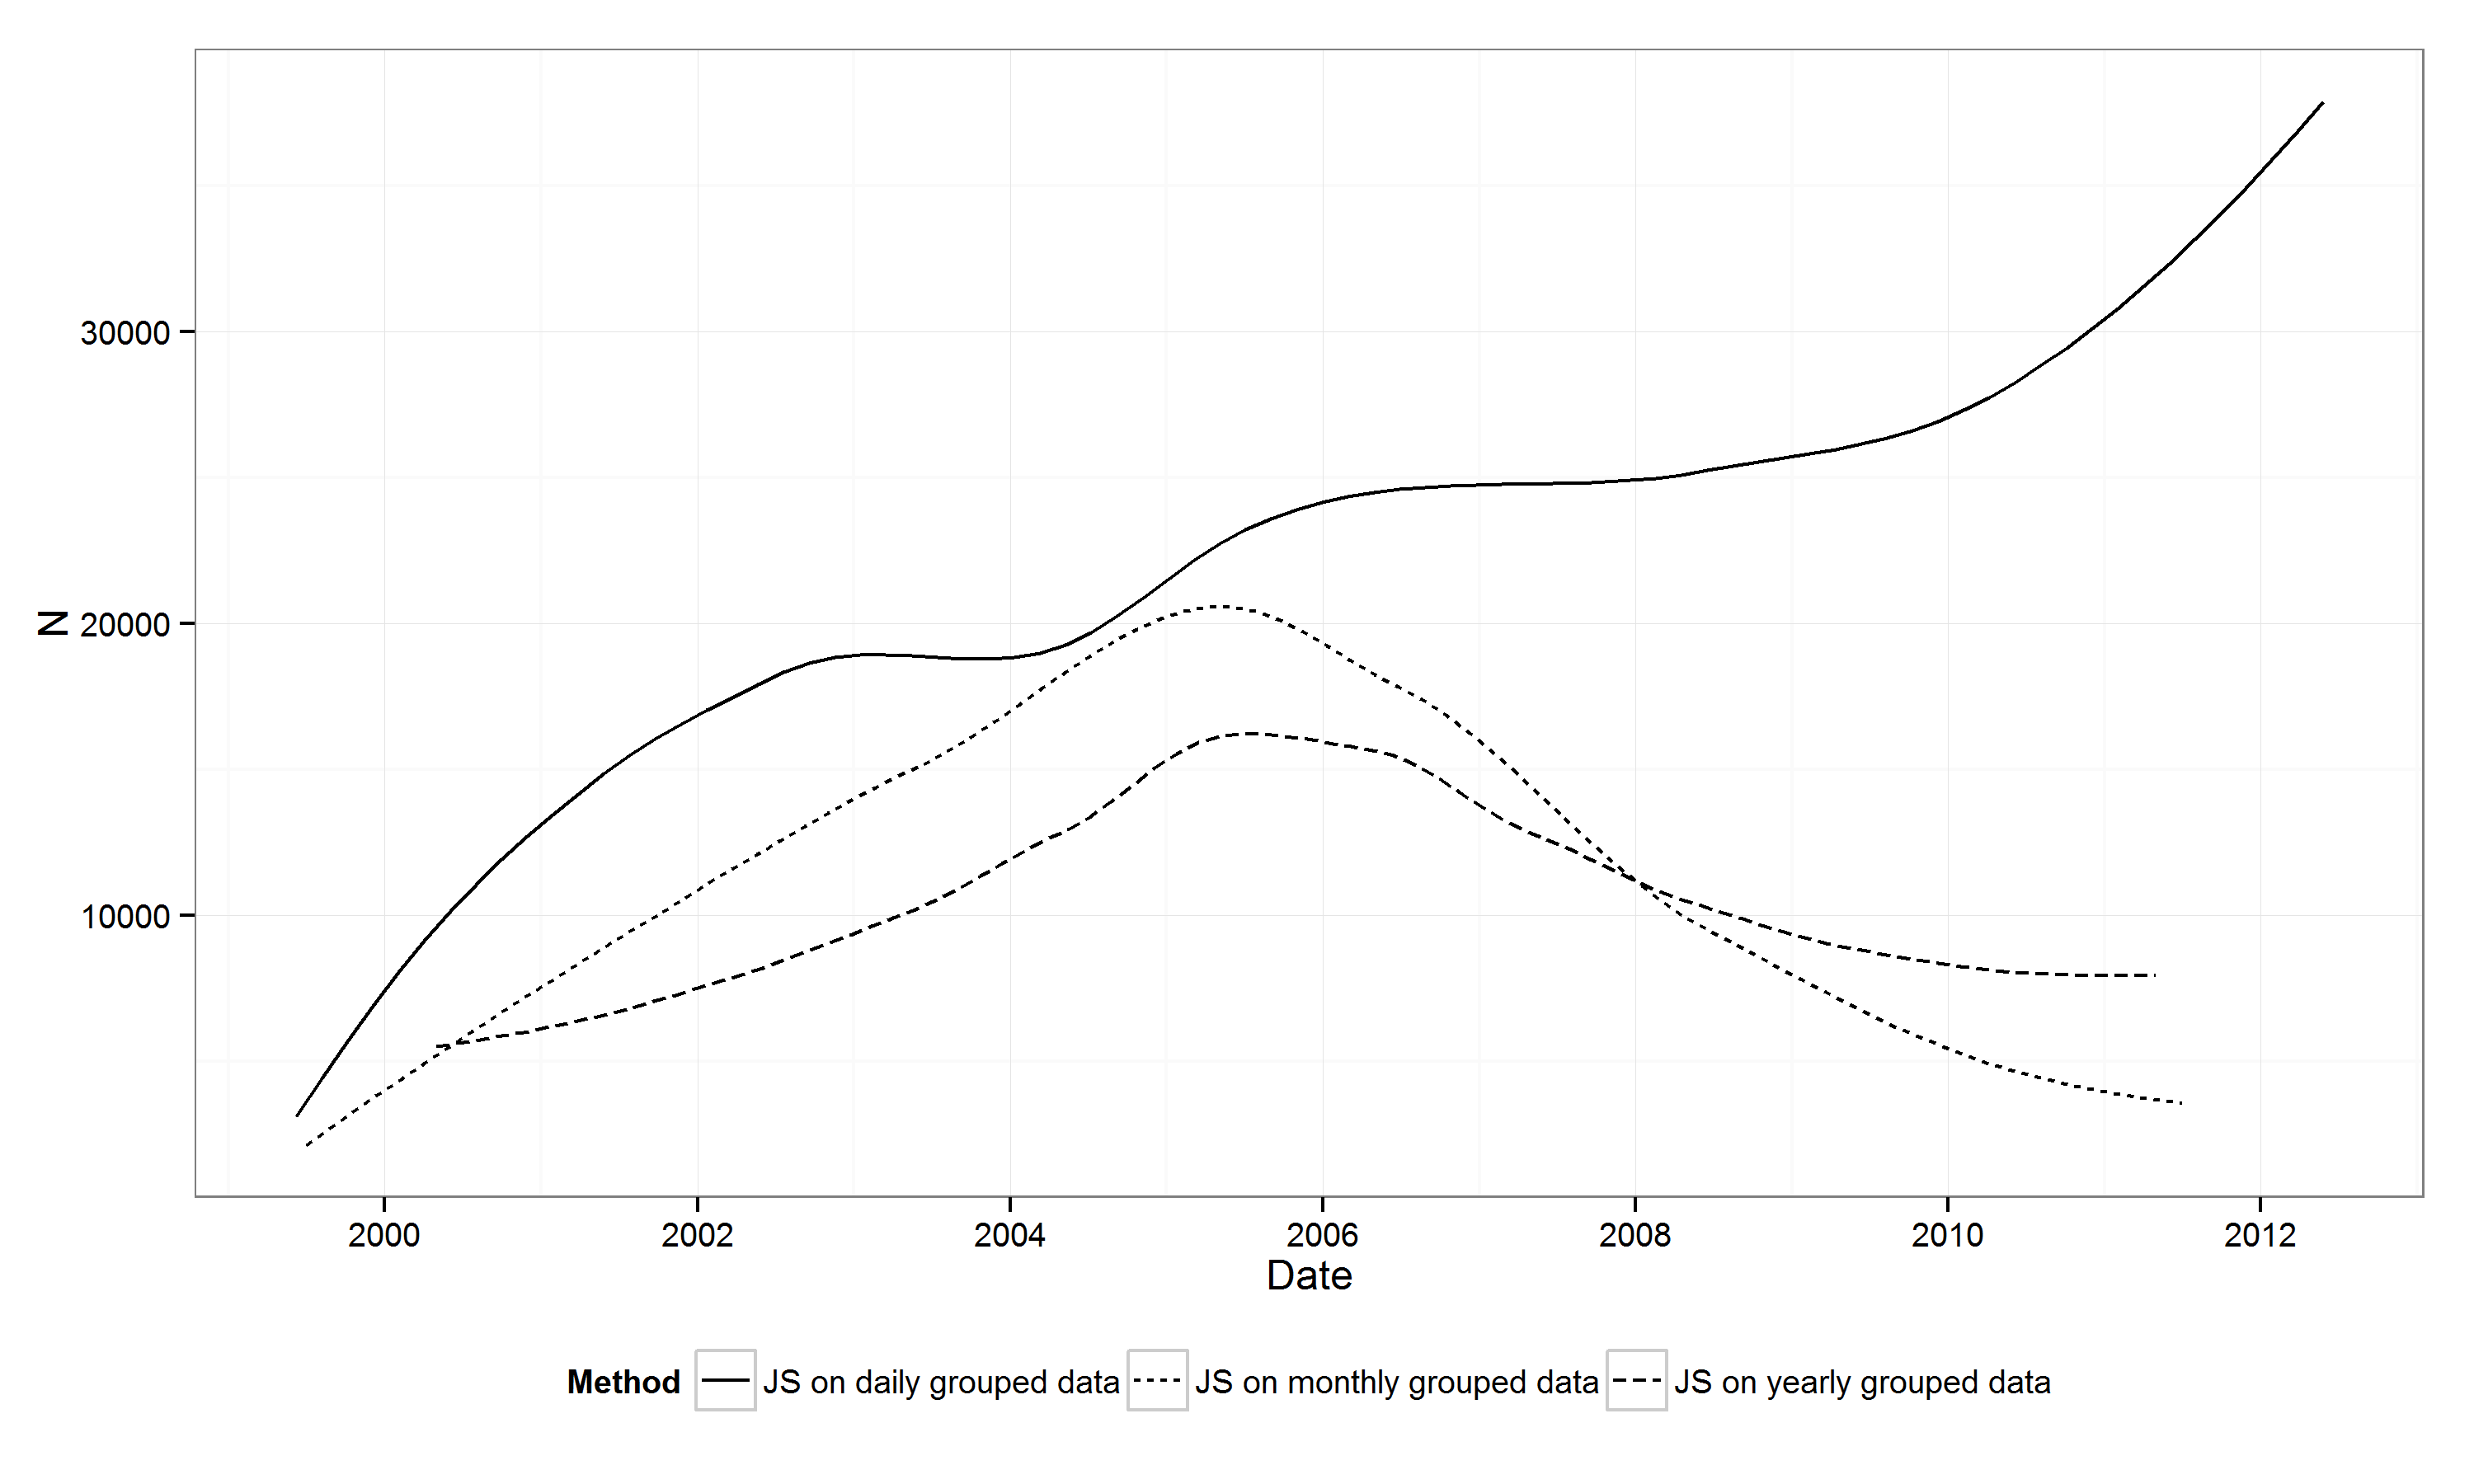 30000
20000
10000
N
2000 2002 2004 2006 2008 2010 2012
Date
Method JS on daily grouped data JS on monthly grouped data JS on yearly grouped data